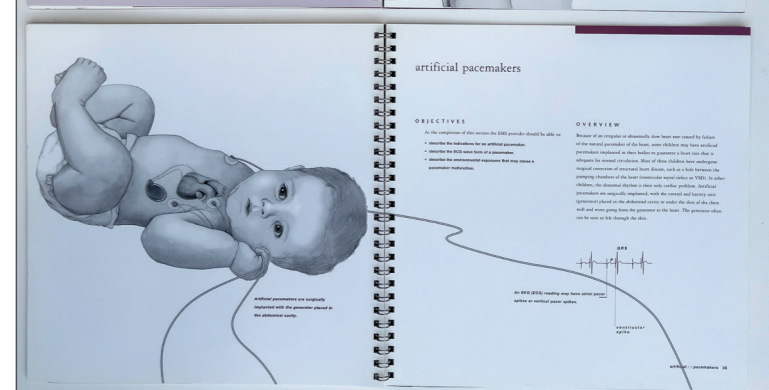 Artificial pacemakers are surgically
implanted with the generator placed in
the abdominal cavity.
artificial pacemakers
OBJECTIVES
At the completion of this section the EMS provider should be able to:
• describe the indications for an artificial pacemaker.
• describe the ECG wave form of a pacemaker.
• describe the environmental exposures that may cause a
pacemaker malfunction.
OVERVIEW
Because of an irregular or abnormally slow heart rate caused by failure
of the natural pacemaker of the heart, some children may have artificial
pacemakers implanted in their bodies to guarantee a heart rate that is
adequate for normal circulation. Most of these children have undergone
surgical correction of structural heart disease, such as a hole between the
pumping chambers of the heart (ventricular septal defect or VSD). In other
children, the abnormal rhythm is their only cardiac problem. Artificial
pacemakers are surgically implanted, with the control and battery unit
(generator) placed in the abdominal cavity or under the skin of the chest
wall and wires going from the generator to the heart. The generator often
can be seen or felt through the skin.
QRS
An EKG (ECG) reading may have atrial pacer
spikes or vertical pacer spikes.
ventricular
spike
artificial : : pacemakers